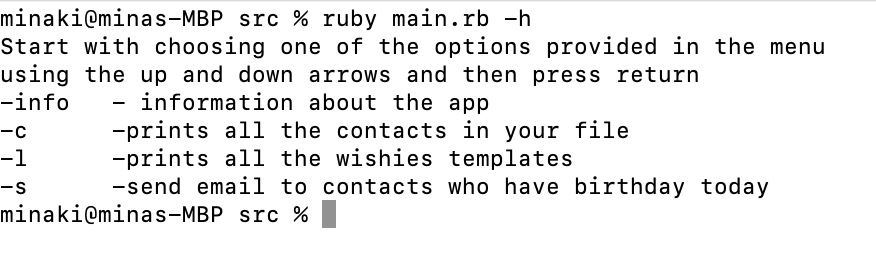 minaki@minas-MBP src % ruby main.rb -h
Start with choosing one of the options provided in the menu
using the up and down arrows and then press return
-info   - information about the app
-c      -prints all the contacts in your file
-l      -prints all the wishies templates
-s      -send email to contacts who have birthday today
minaki@minas-MBP src %